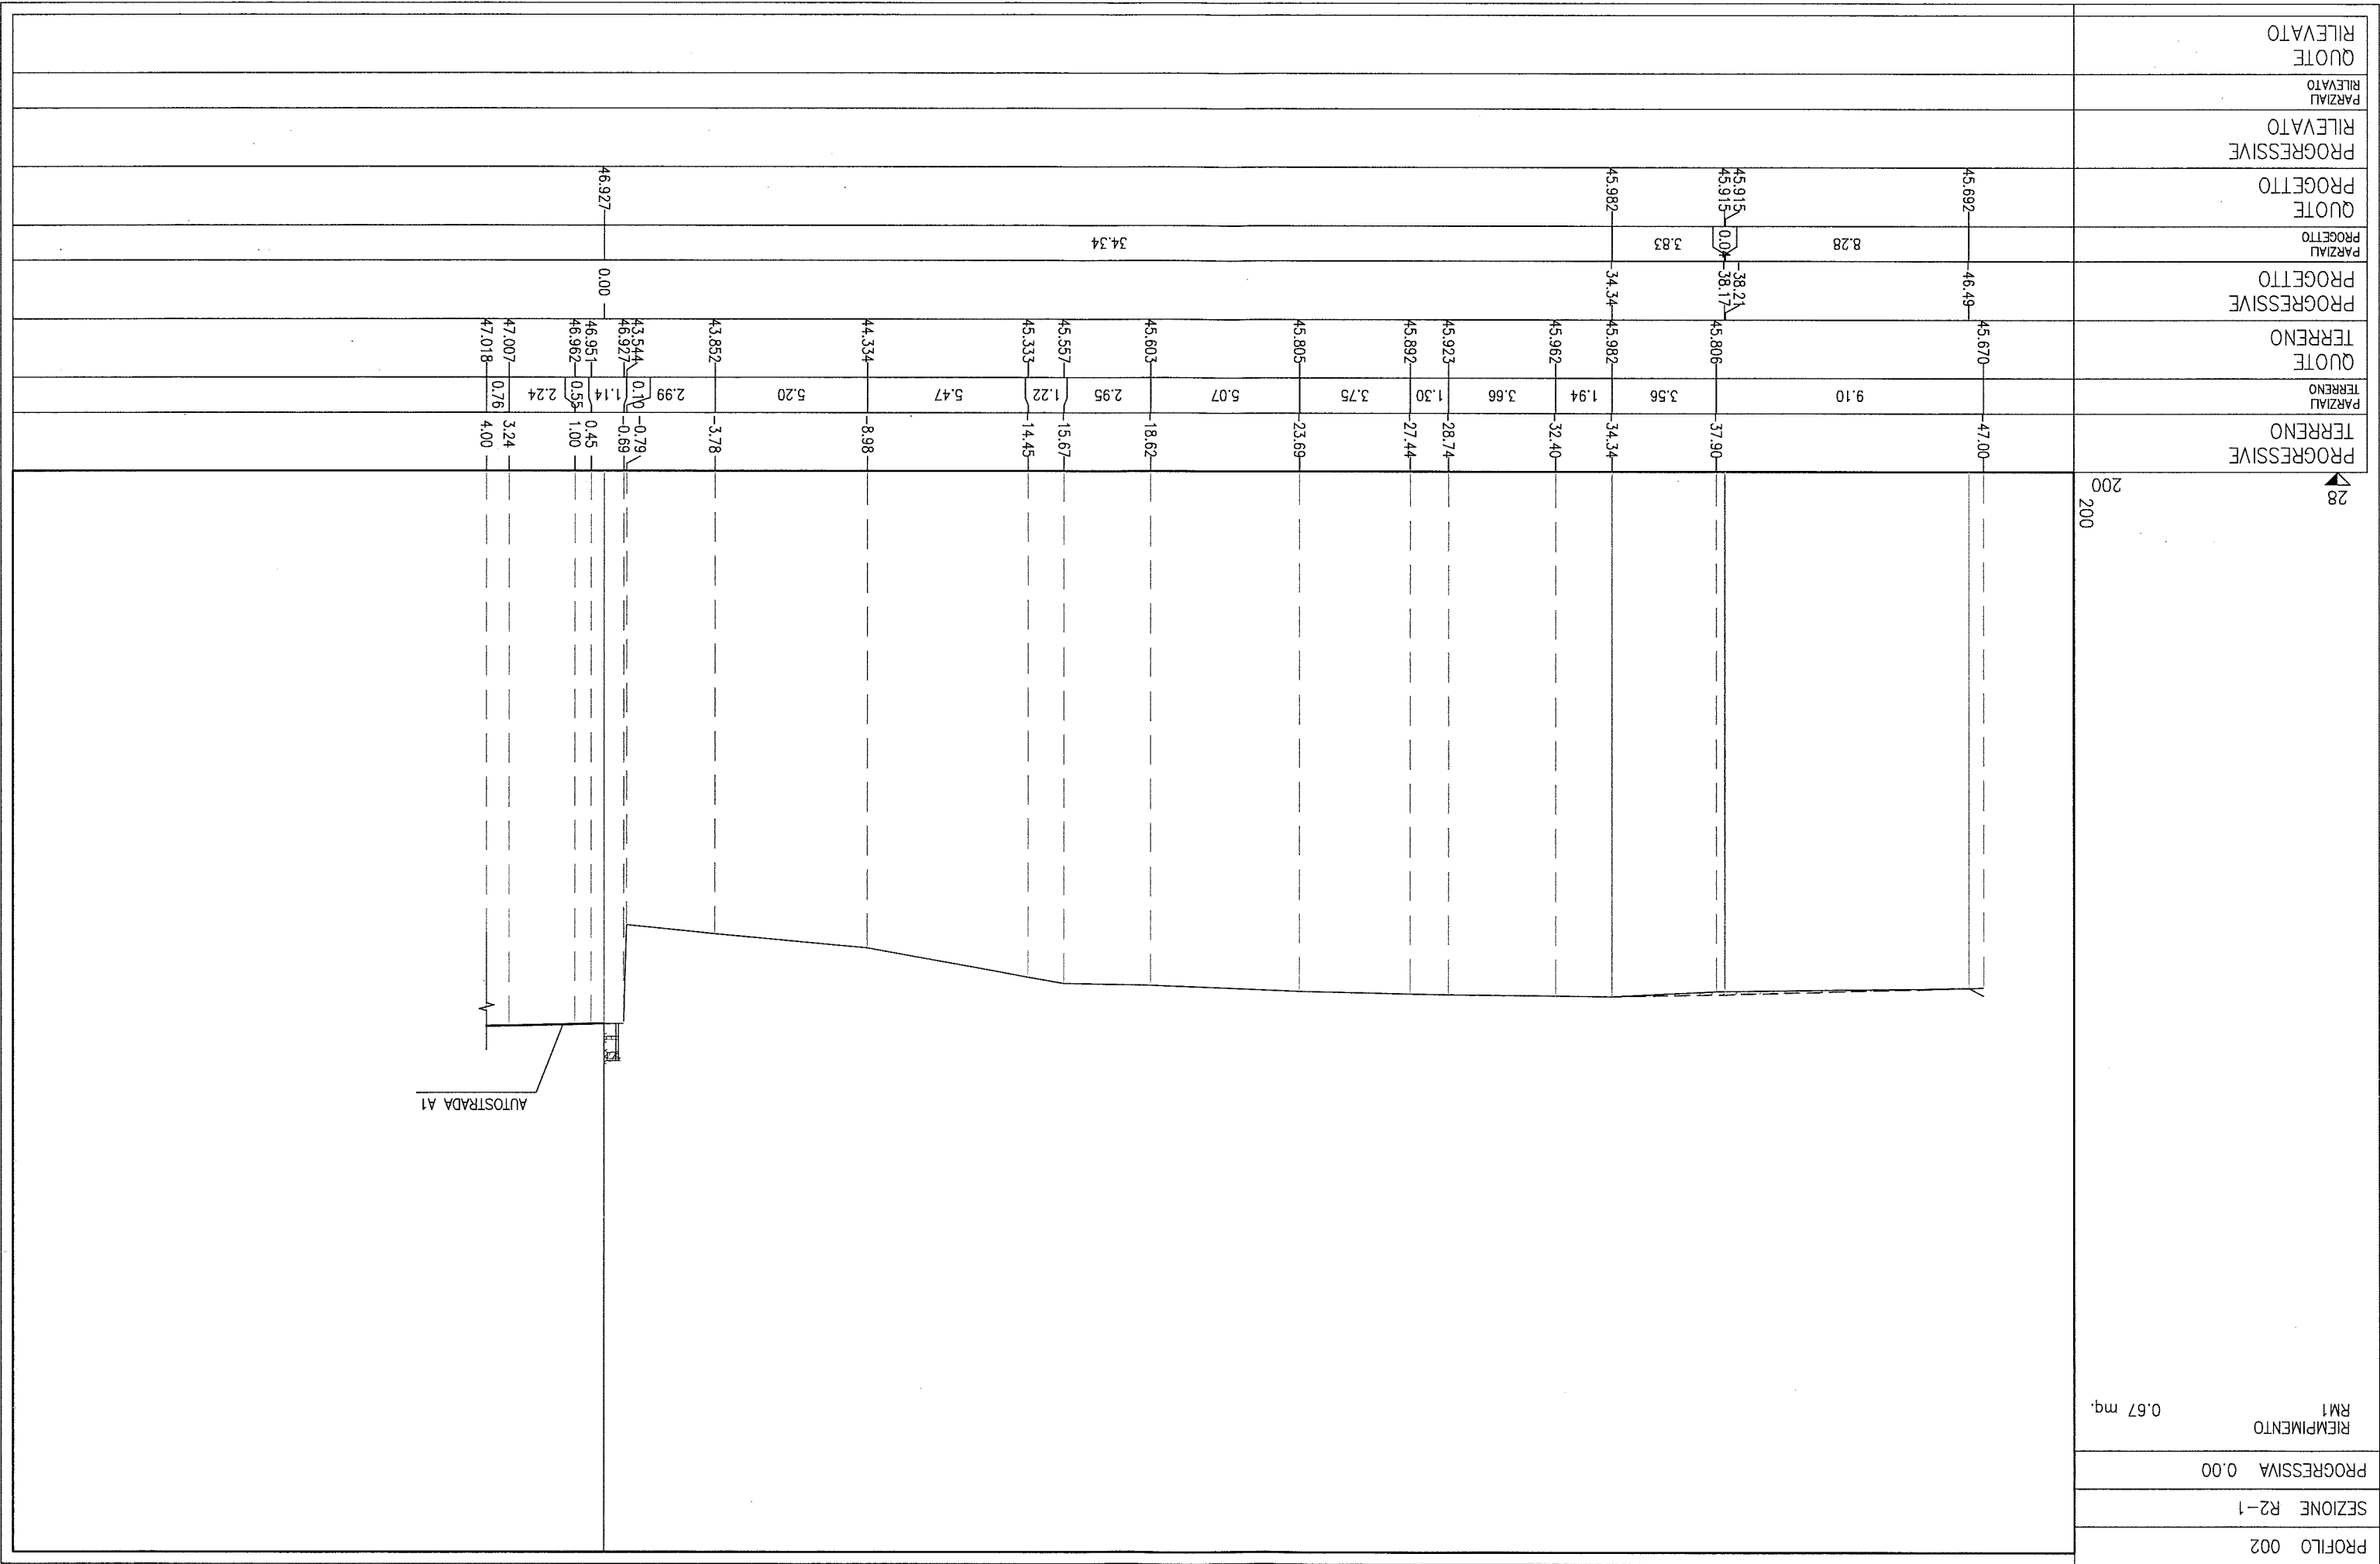 PROFILO 002
SEZIONE R2-1
PROGRESSIVA 0.00
RIEMPIMENTO
RM1 0.67 mq.
AUTOSTRADA A1
28
200
200
PROGRESSIVE
TERRENO
-47.00 -37.90 -34.34 -32.40 -28.74 -27.44 -23.69 -18.62 -15.67 -14.45 -8.98 -3.78 -0.79 -0.69 0.45 1.00 3.24 4.00
PARZIALI
TERRENO
9.10 3.56 1.94 3.66 1.30 3.75 5.07 2.95 1.22 5.47 5.20 2.99 0.10 1.14 0.55 2.24 0.76
QUOTE
TERRENO
45.670 45.806 45.982 45.962 45.923 45.892 45.805 45.603 45.557 45.333 44.334 43.852 43.544 46.927 46.951 46.962 47.007 47.018
PROGRESSIVE
PROGETTO
-46.49 -38.21 -38.17 -34.34 0.00
PARZIALI
PROGETTO
8.28 0.04 3.83 34.34
QUOTE
PROGETTO
45.692 45.915 45.915 45.982 46.927
PROGRESSIVE
RILEVATO
PARZIALI
RILEVATO
QUOTE
RILEVATO